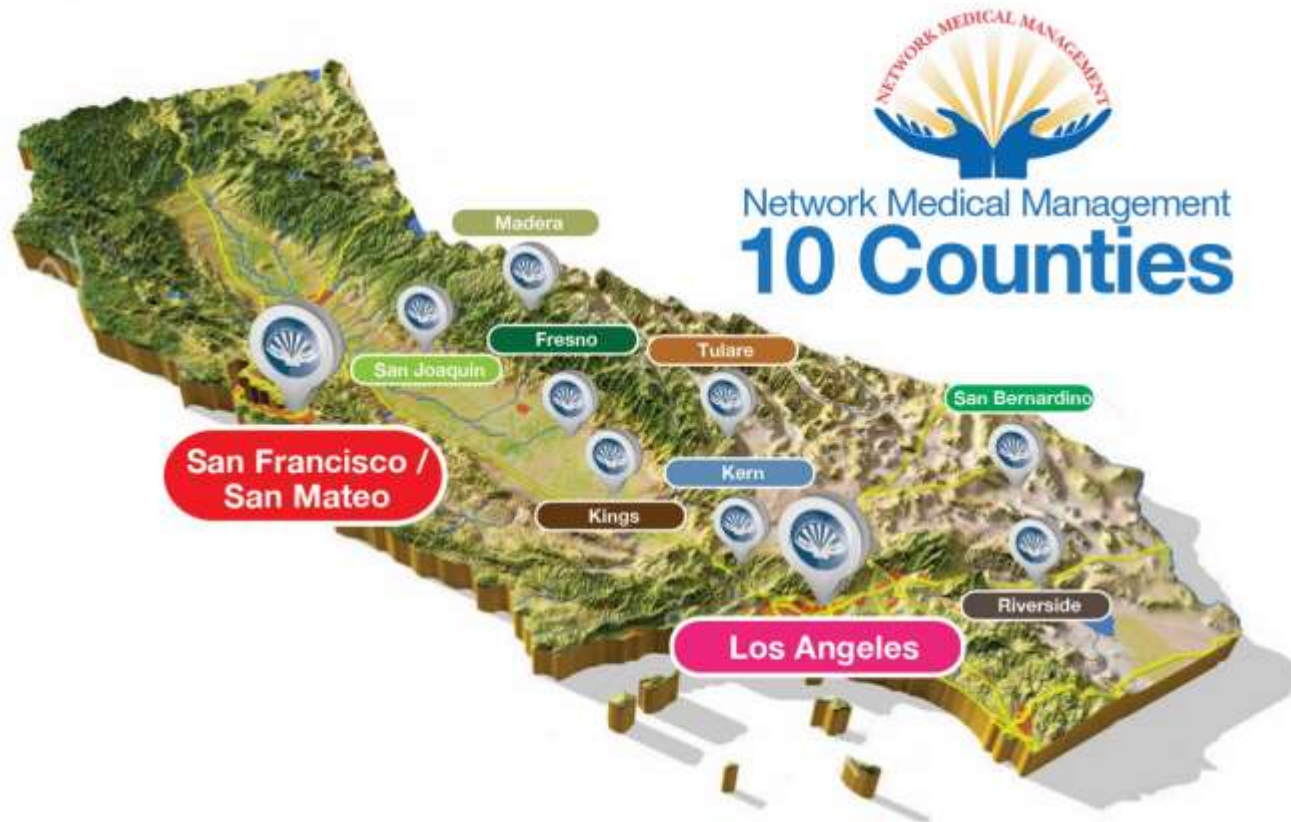 NETWORK MEDICAL MANAGEMENT
Network Medical Management
10 Counties
Madera
Fresno
Tulare
San Joaquin
San Bernardino
San Francisco /
San Mateo
Kern
Kings
Riverside
Los Angeles